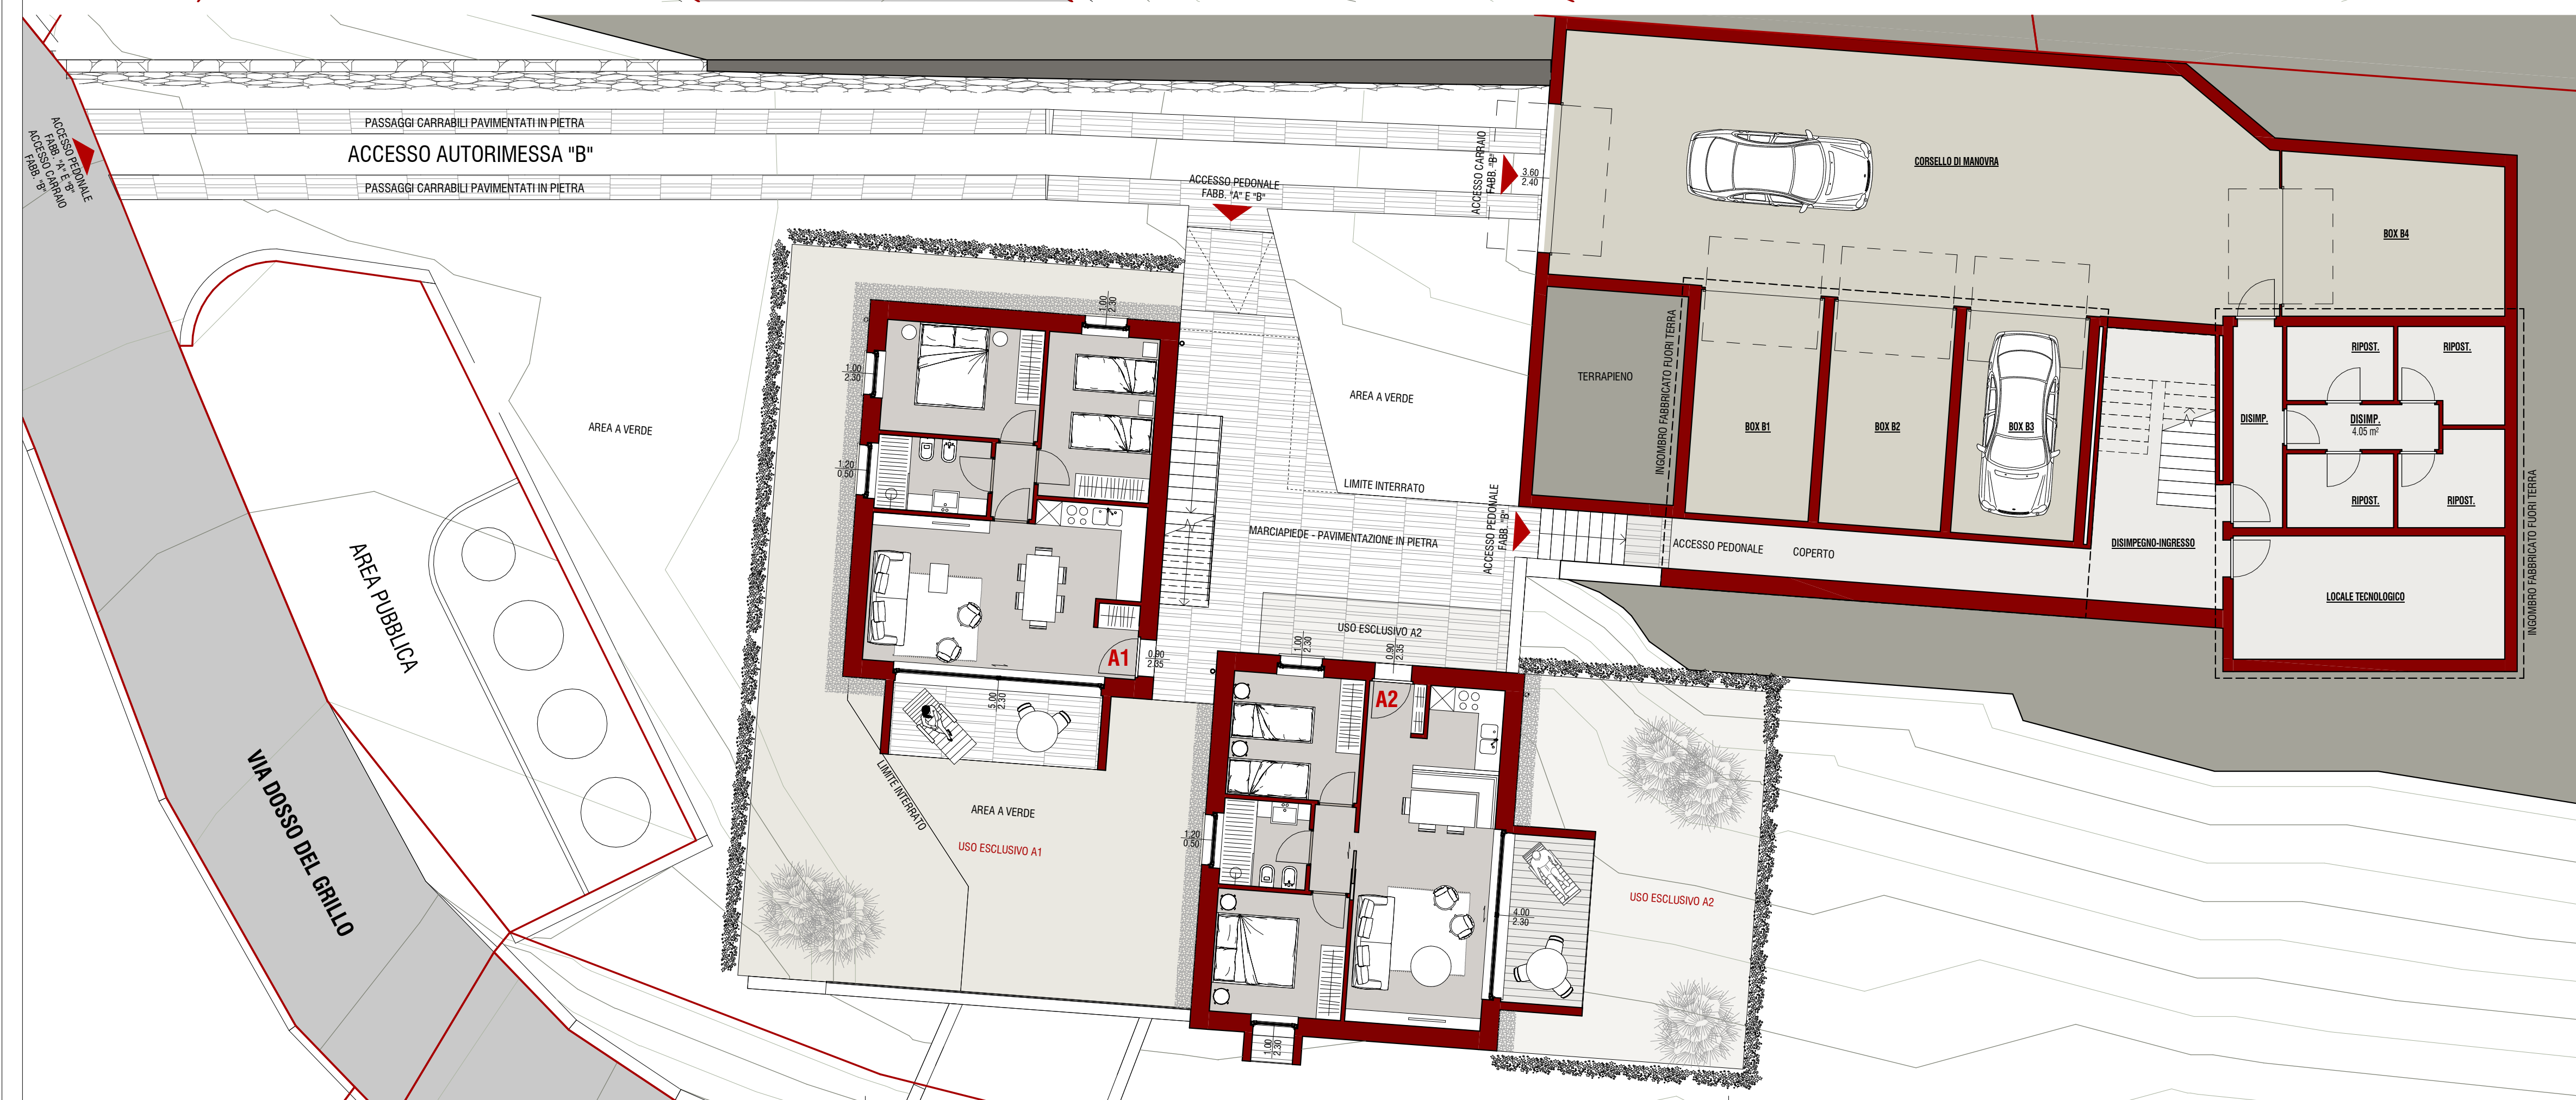 PASSAGGI CARRABILI PAVIMENTATI IN PIETRA
ACCESSO AUTORIMESSA "B"
PASSAGGI CARRABILI PAVIMENTATI IN PIETRA
ACCESSO PEDONALE
FABB. "A" E "B"
ACCESSO CARRAIO
FABB. "B"
ACCESSO PEDONALE
FABB. "A" E "B"
ACCESSO CARRAIO
FABB. "B"
3.60
2.40
CORSELLO DI MANOVRA
BOX B4
TERRAPIENO
INGOMBRO FABBRICATO FUORI TERRA
BOX B1
BOX B2
BOX B3
RIPOST.
RIPOST.
DISIMP.
DISIMP.
4.05 m²
RIPOST.
RIPOST.
DISIMPEGNO-INGRESSO
LOCALE TECNOLOGICO
INGOMBRO FABBRICATO FUORI TERRA
ACCESSO PEDONALE
COPERTO
ACCESSO PEDONALE
FABB. "B"
AREA A VERDE
LIMITE INTERRATO
MARCIAPIEDE - PAVIMENTAZIONE IN PIETRA
USO ESCLUSIVO A2
AREA A VERDE
1.00
2.30
1.00
2.30
1.20
0.50
A1
0.90
2.35
5.00
2.30
LIMITE INTERRATO
AREA A VERDE
USO ESCLUSIVO A1
1.00
2.30
0.90
2.35
A2
1.20
0.50
4.00
2.30
1.00
2.30
USO ESCLUSIVO A2
AREA PUBBLICA
VIA DOSSO DEL GRILLO